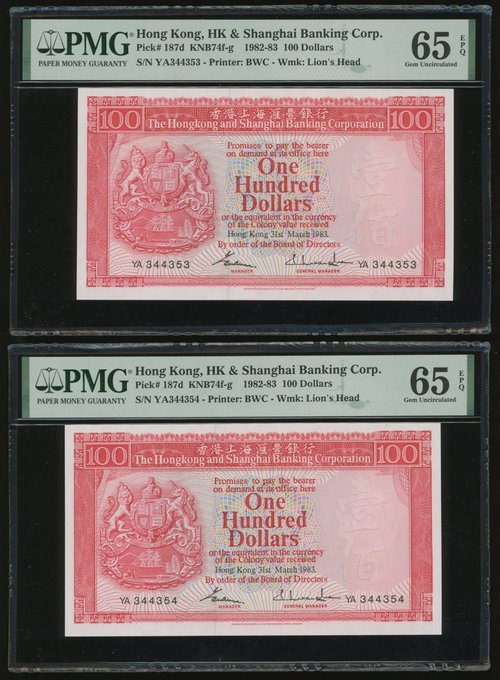 PMG
PAPER MONEY GUARANTY
Hong Kong, HK & Shanghai Banking Corp.
Pick# 187d KNB74f-g 1982-83 100 Dollars
S/N YA344353 - Printer: BWC - Wmk: Lion's Head
65 EPQ
Gem Uncirculated
100 香港上海滙豐銀行 100
The Hongkong and Shanghai Banking Corporation
Promises to pay the bearer
on demand at its office here
One
Hundred
Dollars
or the equivalent in the currency
of the Colony value received
Hong Kong 31st March 1983.
By order of the Board of Directors
YA 344353 YA 344353
MANAGER GENERAL MANAGER
PMG
PAPER MONEY GUARANTY
Hong Kong, HK & Shanghai Banking Corp.
Pick# 187d KNB74f-g 1982-83 100 Dollars
S/N YA344354 - Printer: BWC - Wmk: Lion's Head
65 EPQ
Gem Uncirculated
100 香港上海滙豐銀行 100
The Hongkong and Shanghai Banking Corporation
Promises to pay the bearer
on demand at its office here
One
Hundred
Dollars
or the equivalent in the currency
of the Colony value received
Hong Kong 31st March 1983.
By order of the Board of Directors
YA 344354 YA 344354
MANAGER GENERAL MANAGER